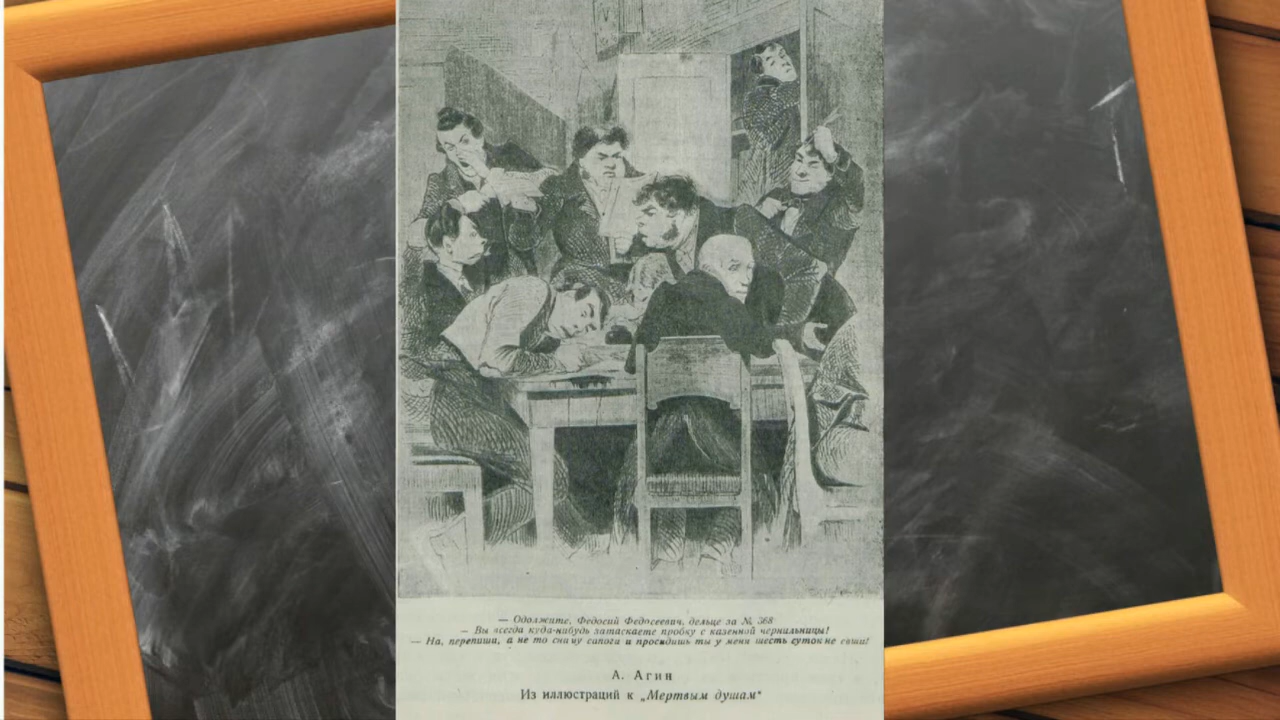 — Одолжите, Федосий Федосеевич, дельце за № 368
— Вы всегда куда-нибудь затаскаете пробку с казенной чернильницы!
— На, перепиши, а не то сниму сапоги и просидишь ты у меня шесть суток не евши!
А. Агин
Из иллюстраций к „Мертвым душам“